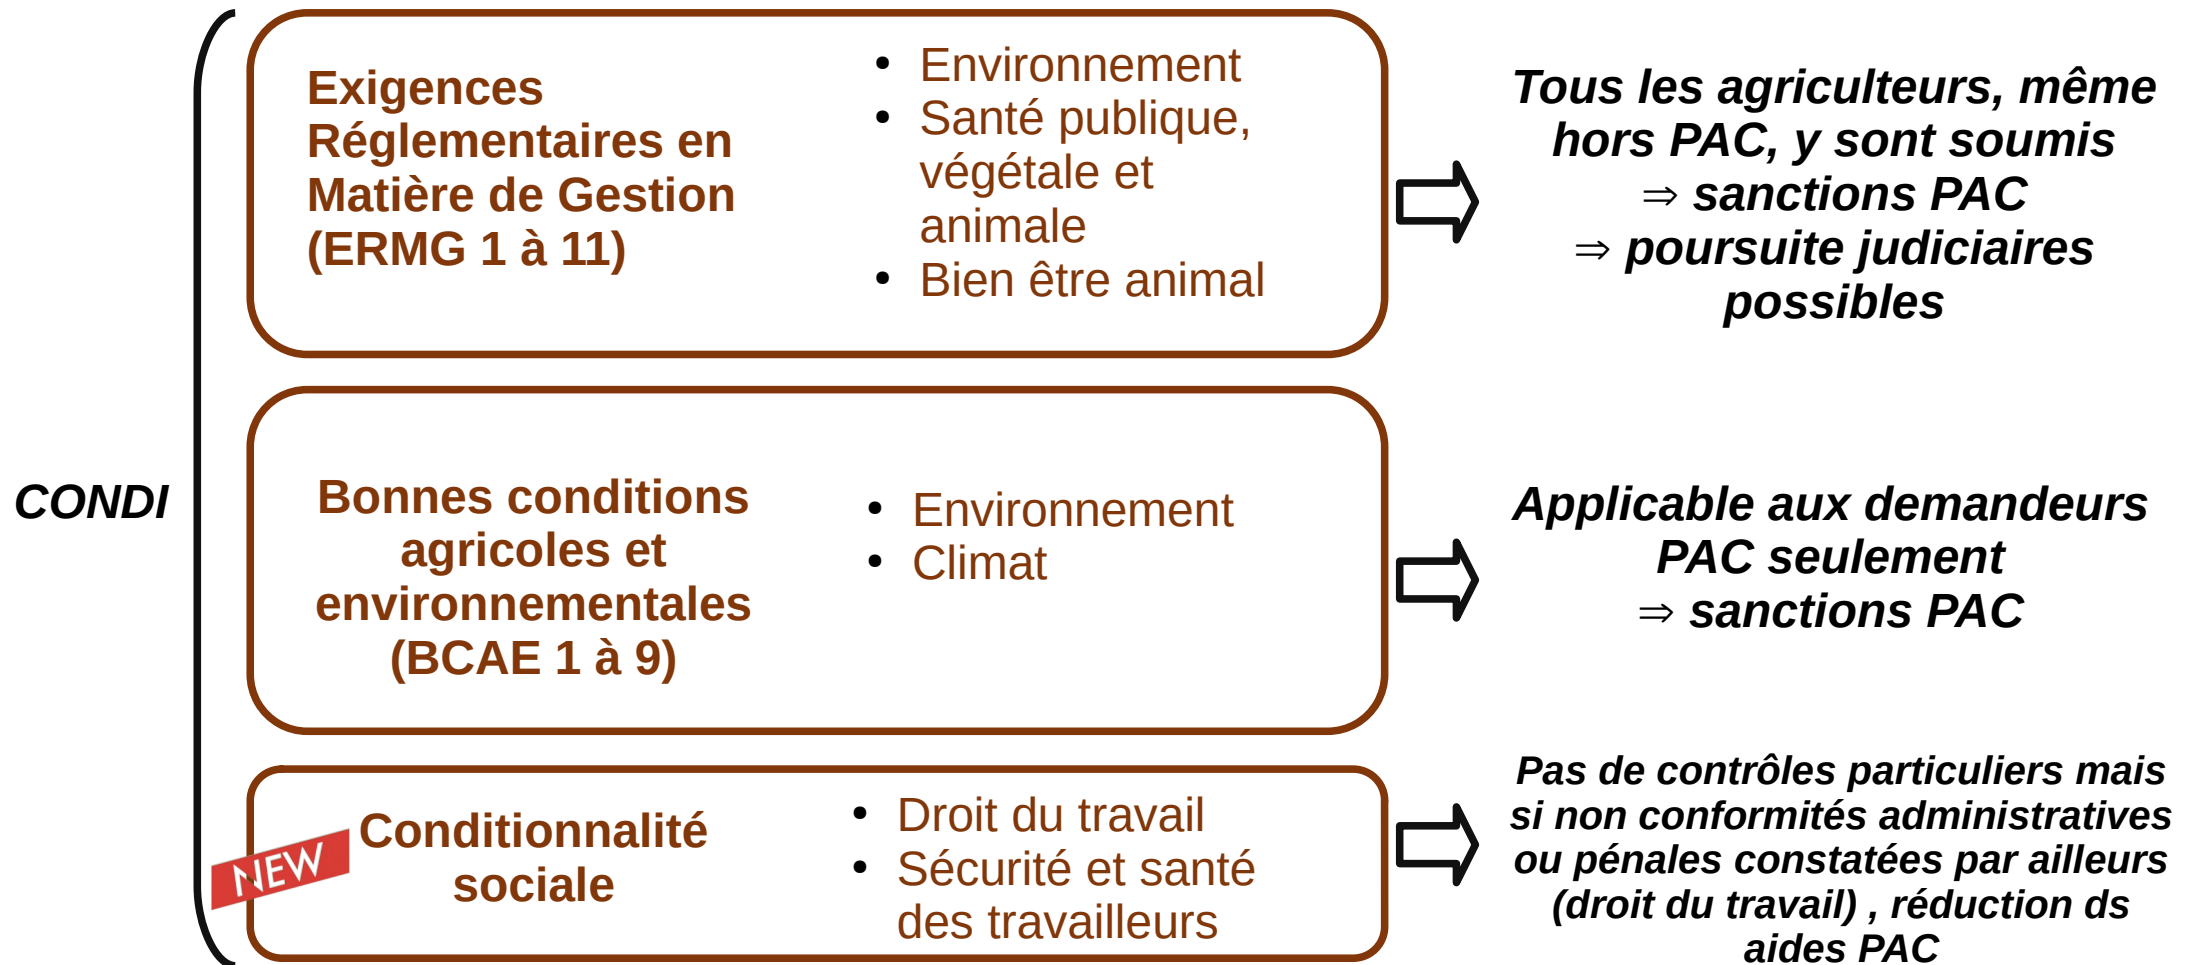 CONDI
Exigences
Réglementaires en
Matière de Gestion
(ERMG 1 à 11)
• Environnement
• Santé publique,
végétale et
animale
• Bien être animal
Tous les agriculteurs, même
hors PAC, y sont soumis
⇒ sanctions PAC
⇒ poursuite judiciaires
possibles
Bonnes conditions
agricoles et
environnementales
(BCAE 1 à 9)
• Environnement
• Climat
Applicable aux demandeurs
PAC seulement
⇒ sanctions PAC
NEW
Conditionnalité
sociale
• Droit du travail
• Sécurité et santé
des travailleurs
Pas de contrôles particuliers mais
si non conformités administratives
ou pénales constatées par ailleurs
(droit du travail) , réduction ds
aides PAC